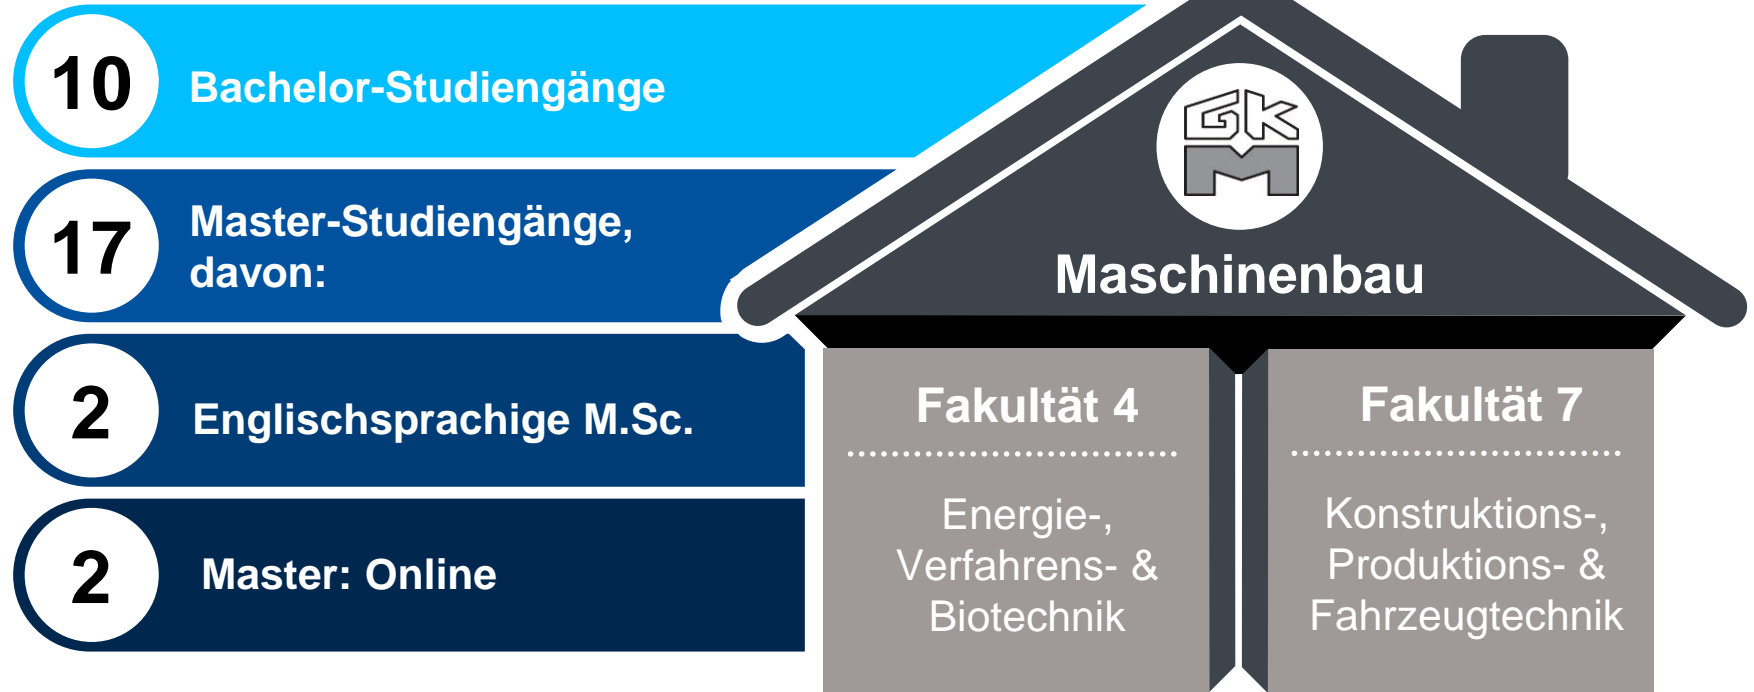 10
Bachelor-Studiengänge
17
Master-Studiengänge,
davon:
2
Englischsprachige M.Sc.
2
Master: Online
GKM
Maschinenbau
Fakultät 4
Energie-,
Verfahrens- &
Biotechnik
Fakultät 7
Konstruktions-,
Produktions- &
Fahrzeugtechnik